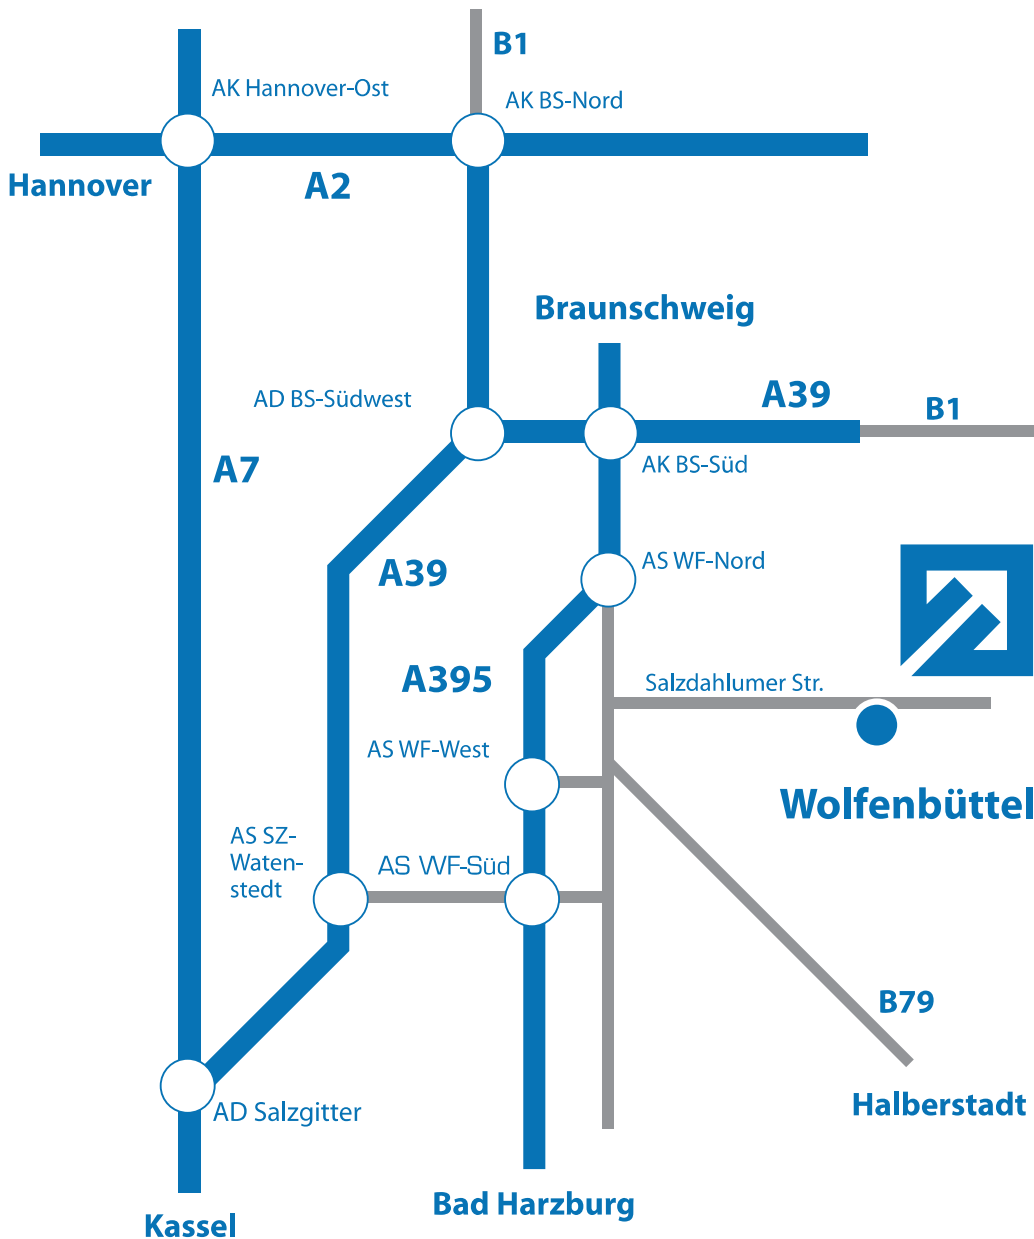 B1
AK Hannover-Ost
AK BS-Nord
Hannover
A2
Braunschweig
AD BS-Südwest
A39
B1
A7
AK BS-Süd
AS WF-Nord
A39
A395
Salzdahlumer Str.
AS WF-West
Wolfenbüttel
AS SZ-
Waten-
stedt
AS WF-Süd
B79
Halberstadt
AD Salzgitter
Bad Harzburg
Kassel